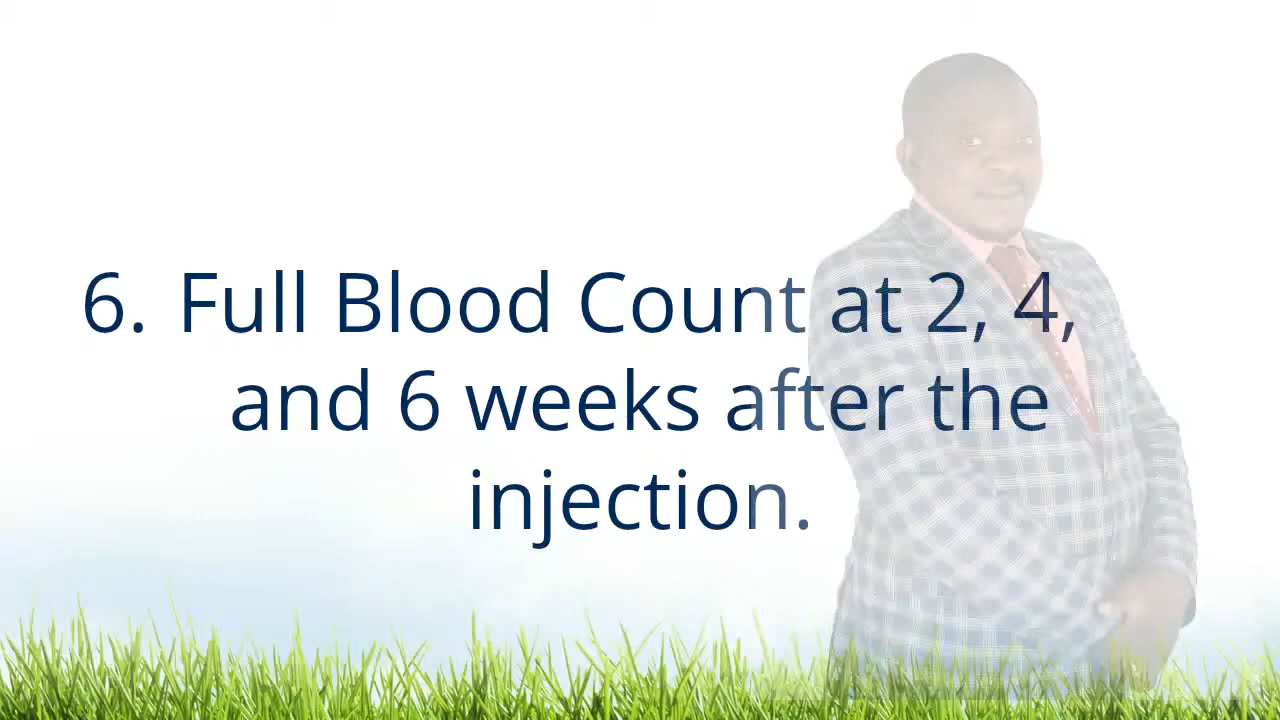 6. Full Blood Count at 2, 4,
and 6 weeks after the
injection.